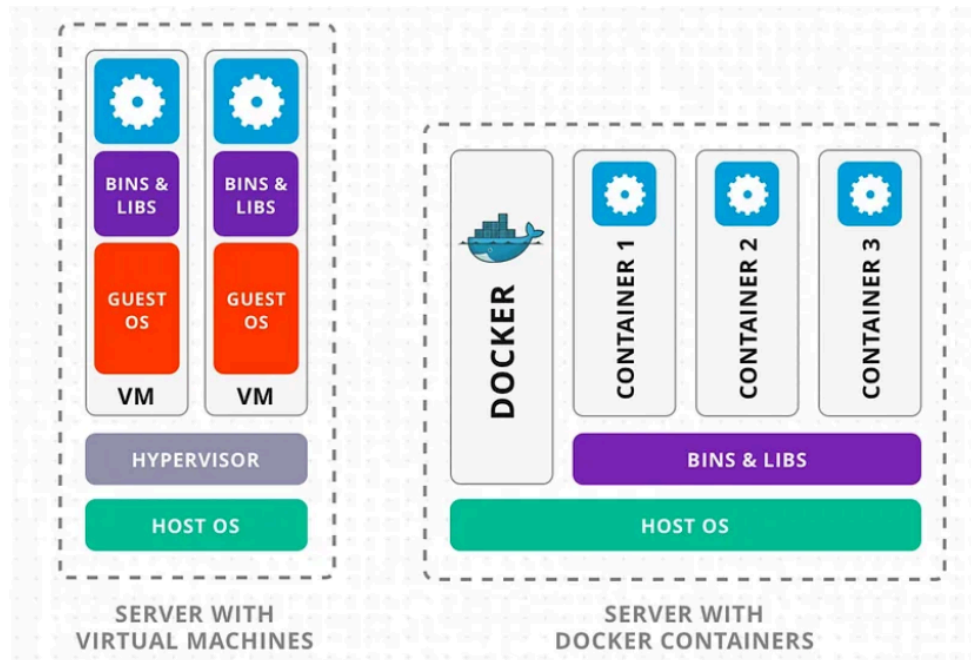 BINS &
LIBS
GUEST
OS
VM
BINS &
LIBS
GUEST
OS
VM
HYPERVISOR
HOST OS
SERVER WITH
VIRTUAL MACHINES
DOCKER
CONTAINER 1
CONTAINER 2
CONTAINER 3
BINS & LIBS
HOST OS
SERVER WITH
DOCKER CONTAINERS